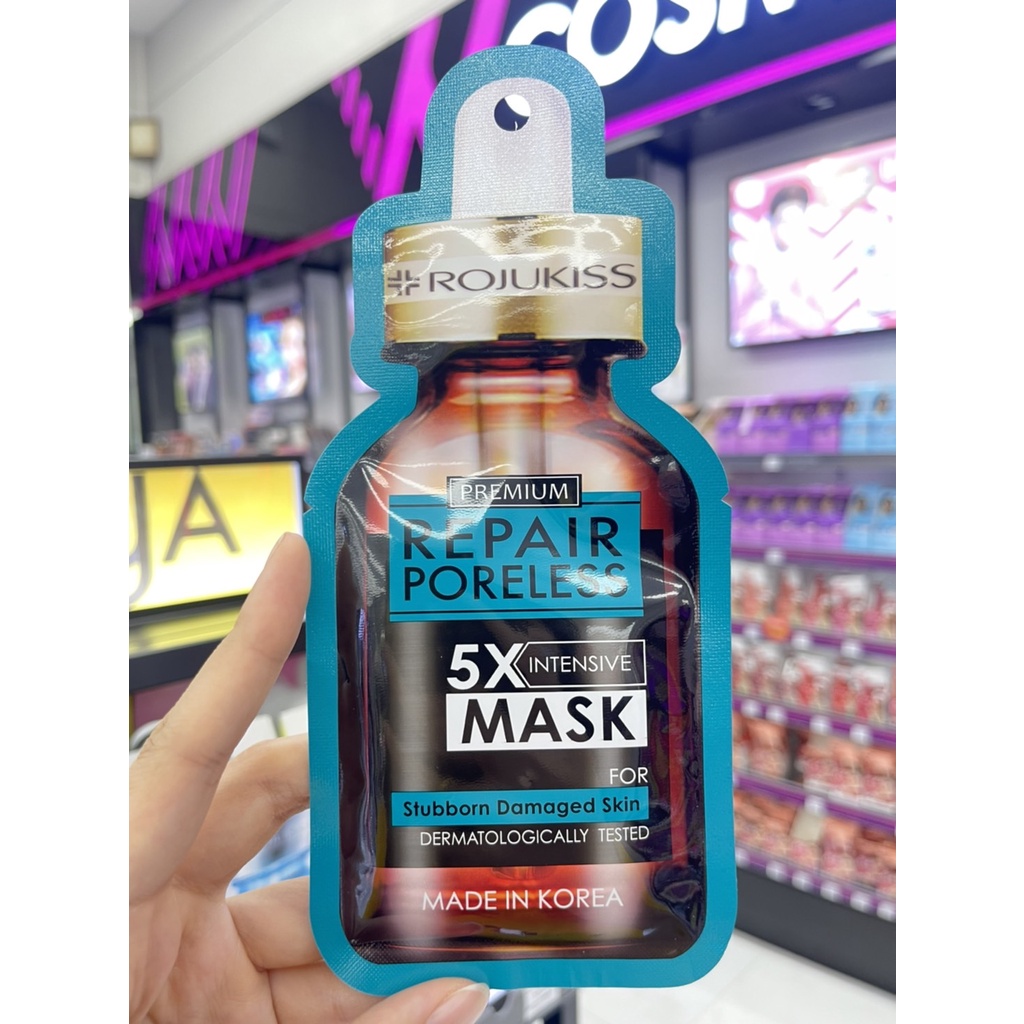 ROJUKISS
PREMIUM
REPAIR
PORELESS
5X INTENSIVE
MASK
FOR
Stubborn Damaged Skin
DERMATOLOGICALLY TESTED
MADE IN KOREA